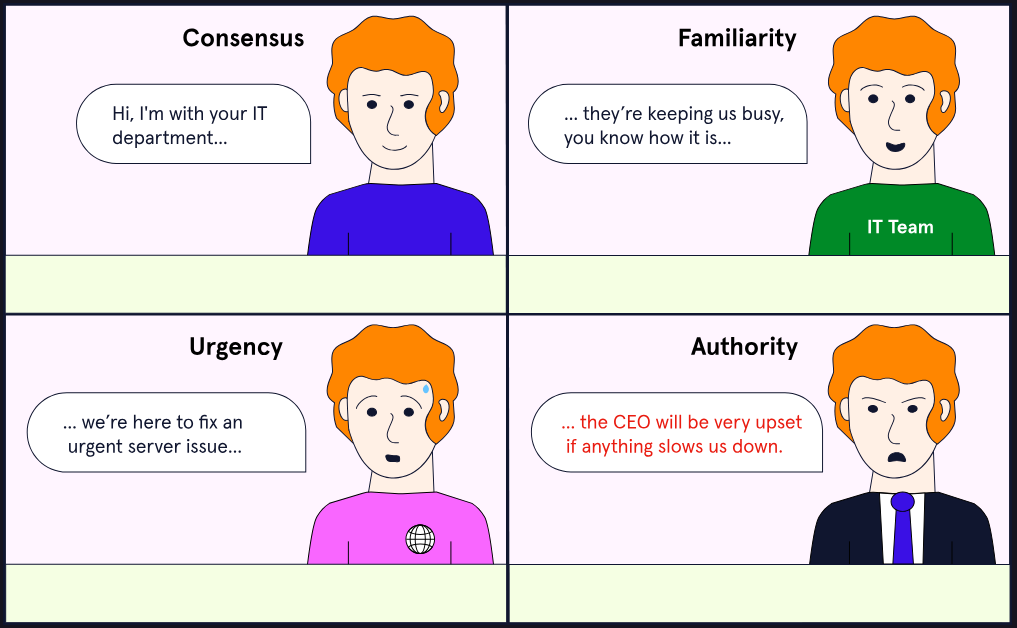 Consensus
Hi, I'm with your IT
department...
Familiarity
... they're keeping us busy,
you know how it is...
IT Team
Urgency
... we're here to fix an
urgent server issue...
Authority
... the CEO will be very upset
if anything slows us down.